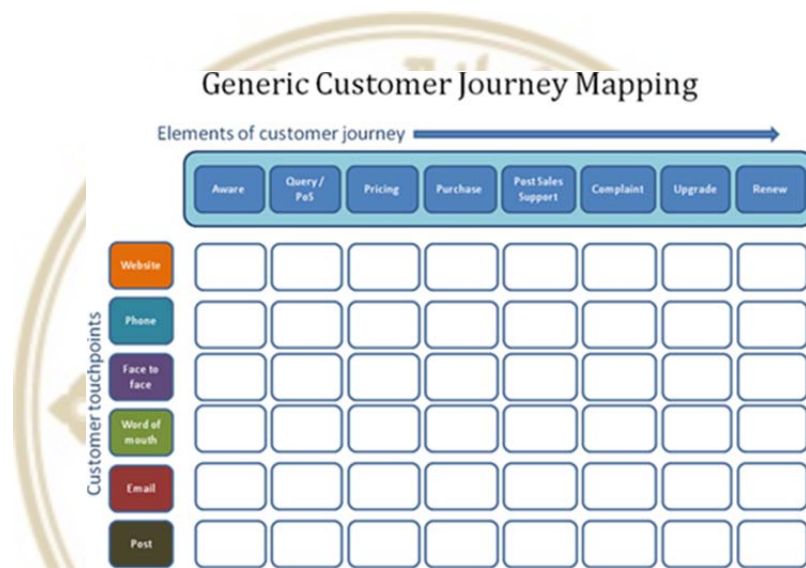 Generic Customer Journey Mapping
Elements of customer journey
Aware
Query /
PoS
Pricing
Purchase
Post Sales
Support
Complaint
Upgrade
Renew
Customer touchpoints
Website
Phone
Face to
face
Word of
mouth
Email
Post